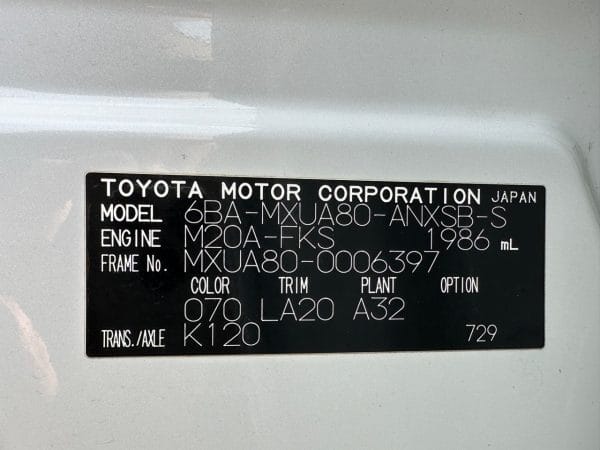 TOYOTA MOTOR CORPORATION JAPAN
MODEL 6BA-MXUA80-ANXSB-S
ENGINE M20A-FKS 1986 mL
FRAME No. MXUA80-0006397
COLOR TRIM PLANT OPTION
070 LA20 A32
TRANS./AXLE K120 729